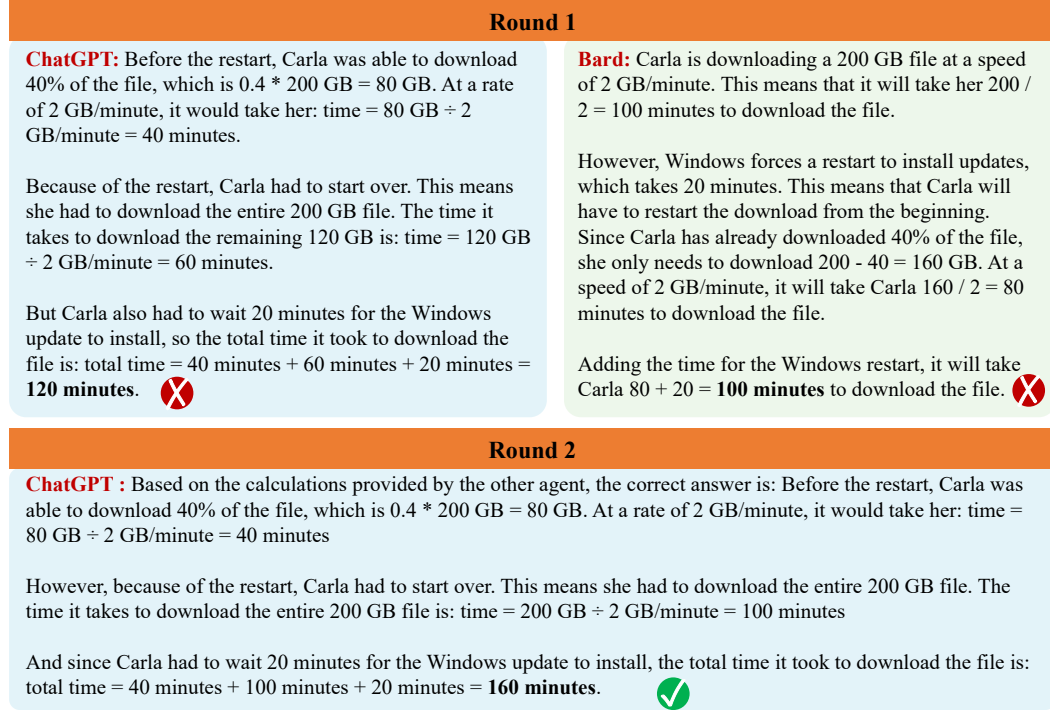 Round 1
ChatGPT: Before the restart, Carla was able to download
40% of the file, which is 0.4 * 200 GB = 80 GB. At a rate
of 2 GB/minute, it would take her: time = 80 GB ÷ 2
GB/minute = 40 minutes.
Because of the restart, Carla had to start over. This means
she had to download the entire 200 GB file. The time it
takes to download the remaining 120 GB is: time = 120 GB
÷ 2 GB/minute = 60 minutes.
But Carla also had to wait 20 minutes for the Windows
update to install, so the total time it took to download the
file is: total time = 40 minutes + 60 minutes + 20 minutes =
120 minutes.
Bard: Carla is downloading a 200 GB file at a speed
of 2 GB/minute. This means that it will take her 200 /
2 = 100 minutes to download the file.
However, Windows forces a restart to install updates,
which takes 20 minutes. This means that Carla will
have to restart the download from the beginning.
Since Carla has already downloaded 40% of the file,
she only needs to download 200 - 40 = 160 GB. At a
speed of 2 GB/minute, it will take Carla 160 / 2 = 80
minutes to download the file.
Adding the time for the Windows restart, it will take
Carla 80 + 20 = 100 minutes to download the file.
Round 2
ChatGPT : Based on the calculations provided by the other agent, the correct answer is: Before the restart, Carla was
able to download 40% of the file, which is 0.4 * 200 GB = 80 GB. At a rate of 2 GB/minute, it would take her: time =
80 GB ÷ 2 GB/minute = 40 minutes
However, because of the restart, Carla had to start over. This means she had to download the entire 200 GB file. The
time it takes to download the entire 200 GB file is: time = 200 GB ÷ 2 GB/minute = 100 minutes
And since Carla had to wait 20 minutes for the Windows update to install, the total time it took to download the file is:
total time = 40 minutes + 100 minutes + 20 minutes = 160 minutes.